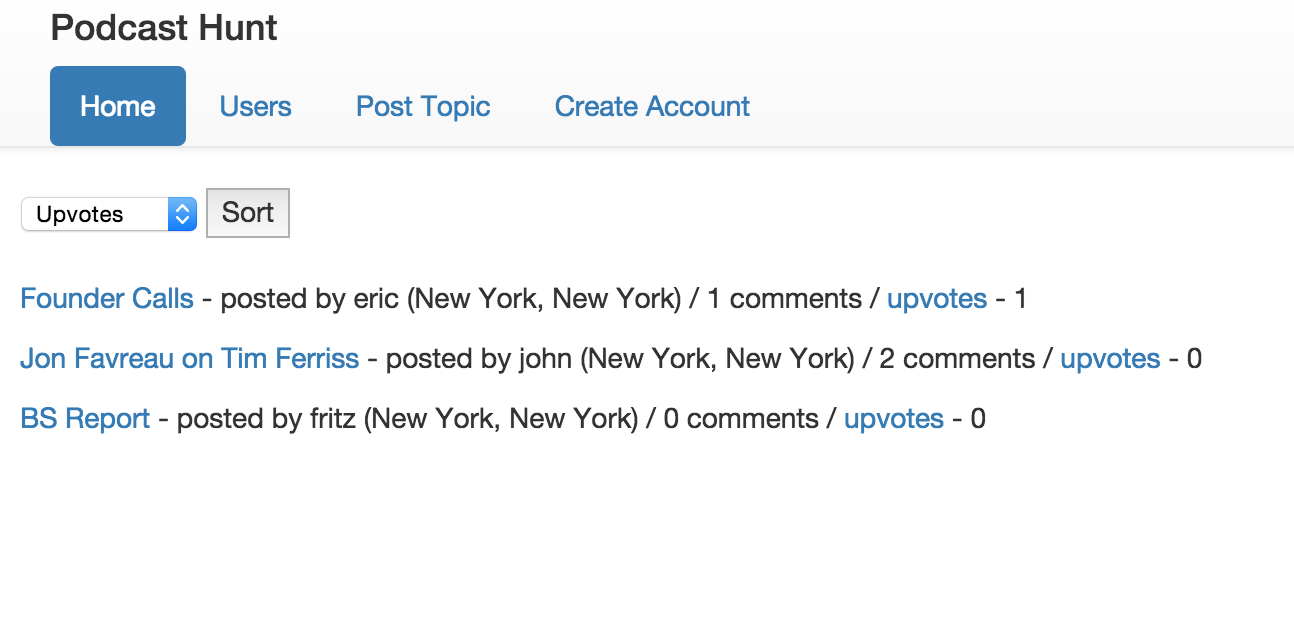 Podcast Hunt
Home Users Post Topic Create Account
Upvotes Sort
Founder Calls - posted by eric (New York, New York) / 1 comments / upvotes - 1
Jon Favreau on Tim Ferriss - posted by john (New York, New York) / 2 comments / upvotes - 0
BS Report - posted by fritz (New York, New York) / 0 comments / upvotes - 0